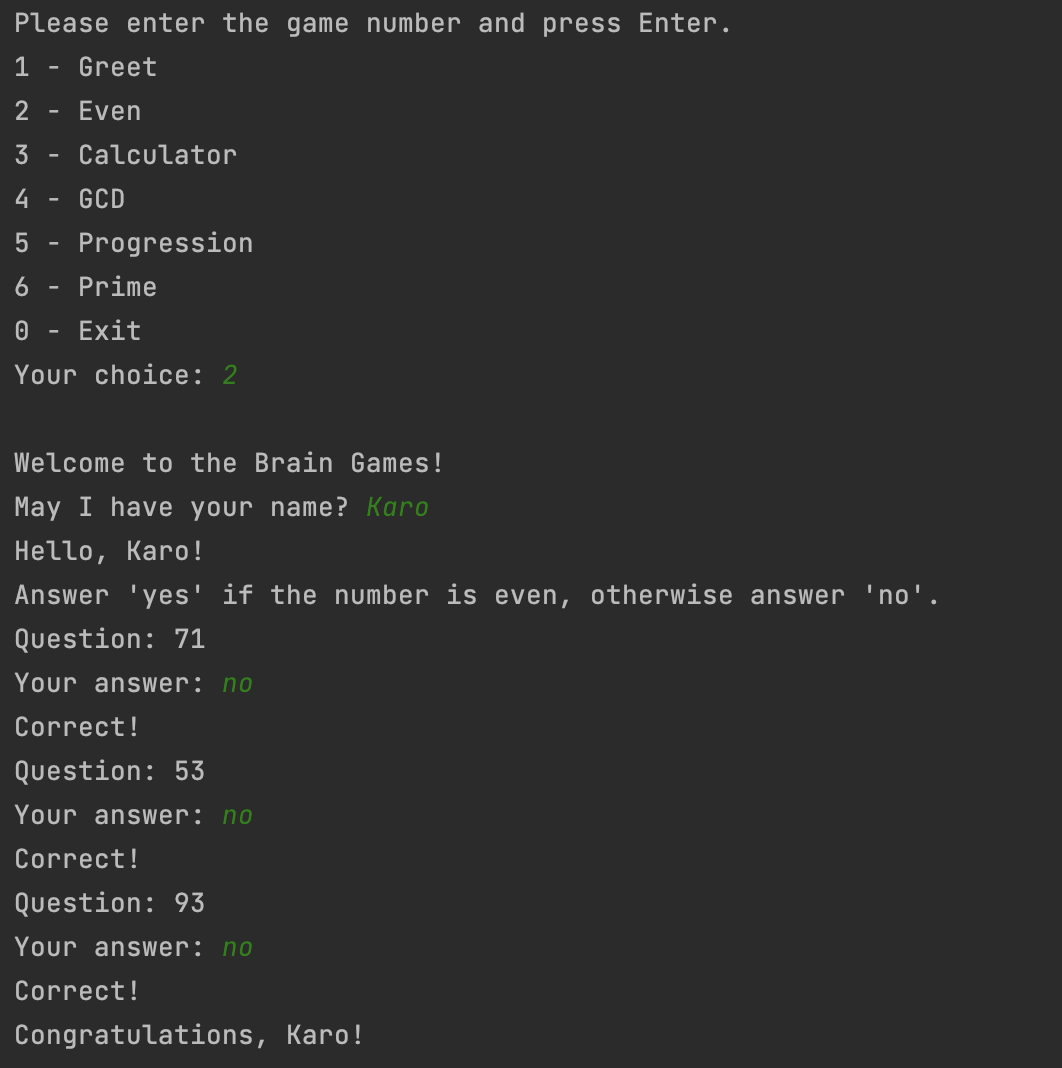 Please enter the game number and press Enter.
1 - Greet
2 - Even
3 - Calculator
4 - GCD
5 - Progression
6 - Prime
0 - Exit
Your choice: 2
Welcome to the Brain Games!
May I have your name? Karo
Hello, Karo!
Answer 'yes' if the number is even, otherwise answer 'no'.
Question: 71
Your answer: no
Correct!
Question: 53
Your answer: no
Correct!
Question: 93
Your answer: no
Correct!
Congratulations, Karo!